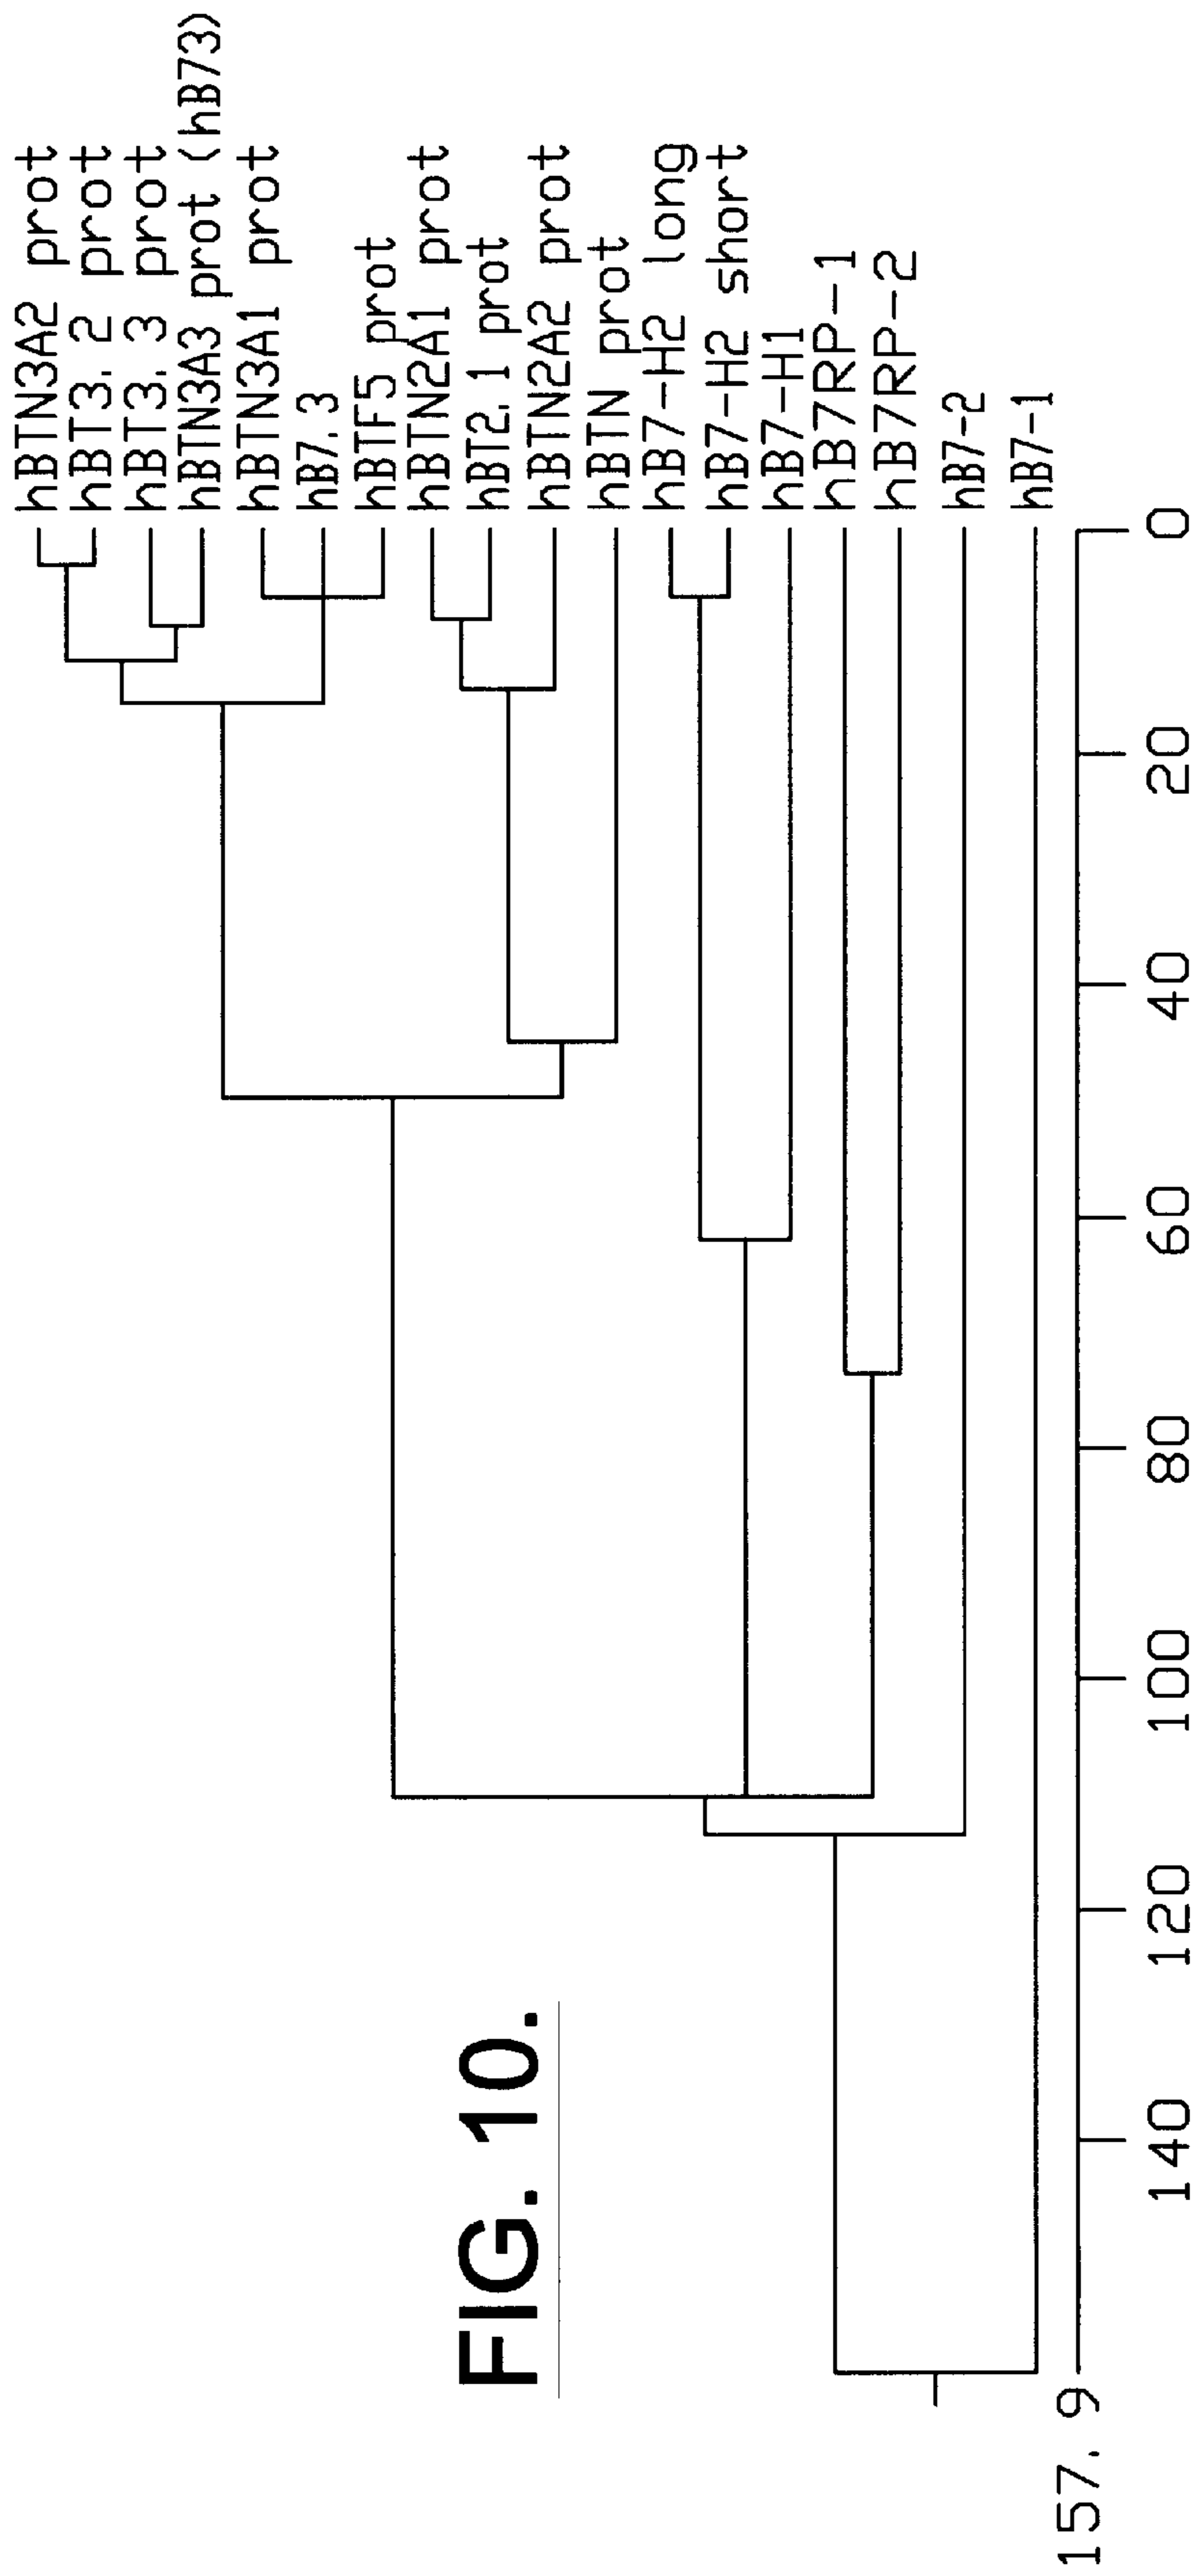 hBTN3A2 prot
hBT3.2 prot
hBT3.3 prot
hBTN3A3 prot (hB73)
hBTN3A1 prot
hB7.3
hBTF5 prot
hBTN2A1 prot
hBT2.1 prot
hBTN2A2 prot
hBTN prot
hB7-H2 long
hB7-H2 short
hB7-H1
hB7RP-1
hB7RP-2
hB7-2
hB7-1
157.9
140 120 100 80 60 40 20 0
FIG. 10.